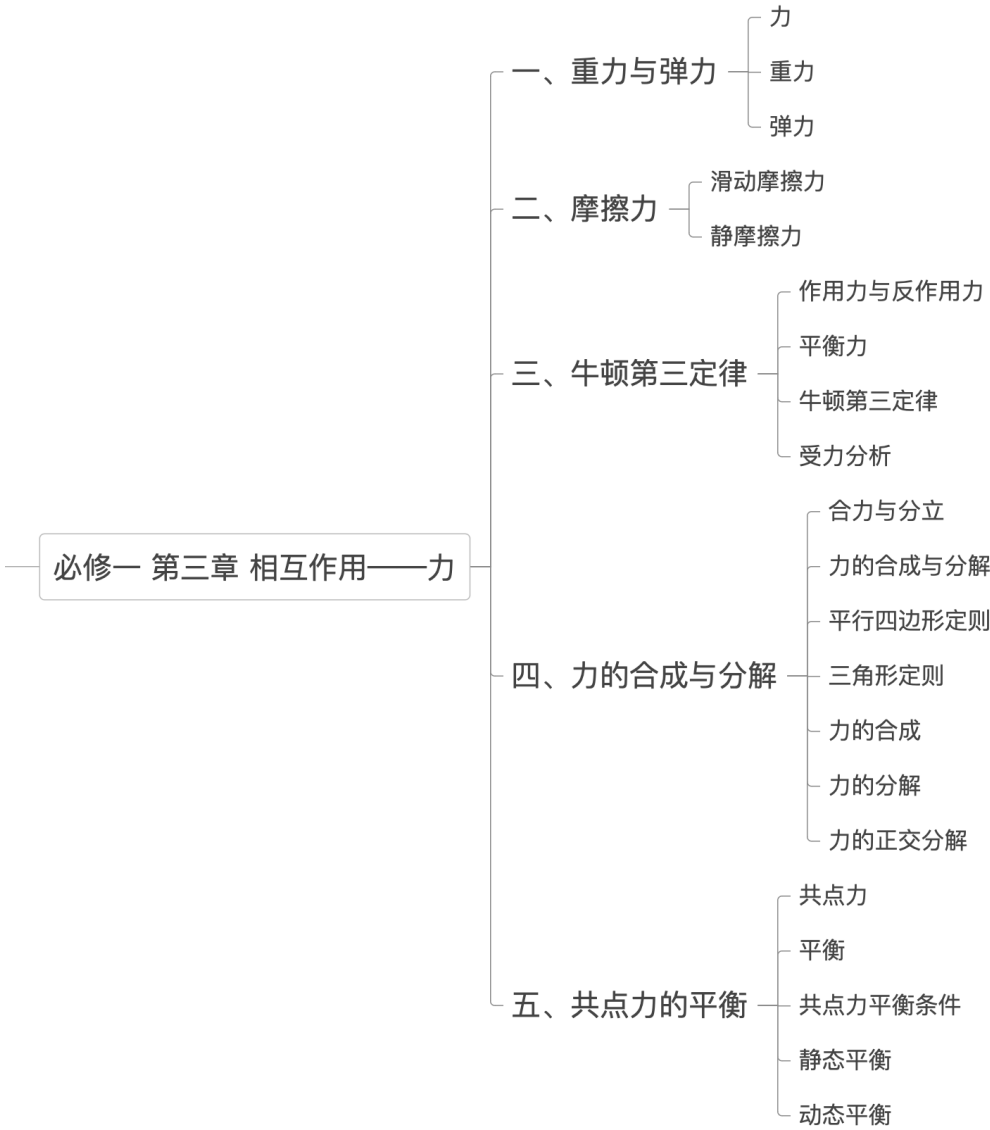 必修一 第三章 相互作用——力
一、重力与弹力
力
重力
弹力
二、摩擦力
滑动摩擦力
静摩擦力
三、牛顿第三定律
作用力与反作用力
平衡力
牛顿第三定律
受力分析
四、力的合成与分解
合力与分立
力的合成与分解
平行四边形定则
三角形定则
力的合成
力的分解
力的正交分解
五、共点力的平衡
共点力
平衡
共点力平衡条件
静态平衡
动态平衡